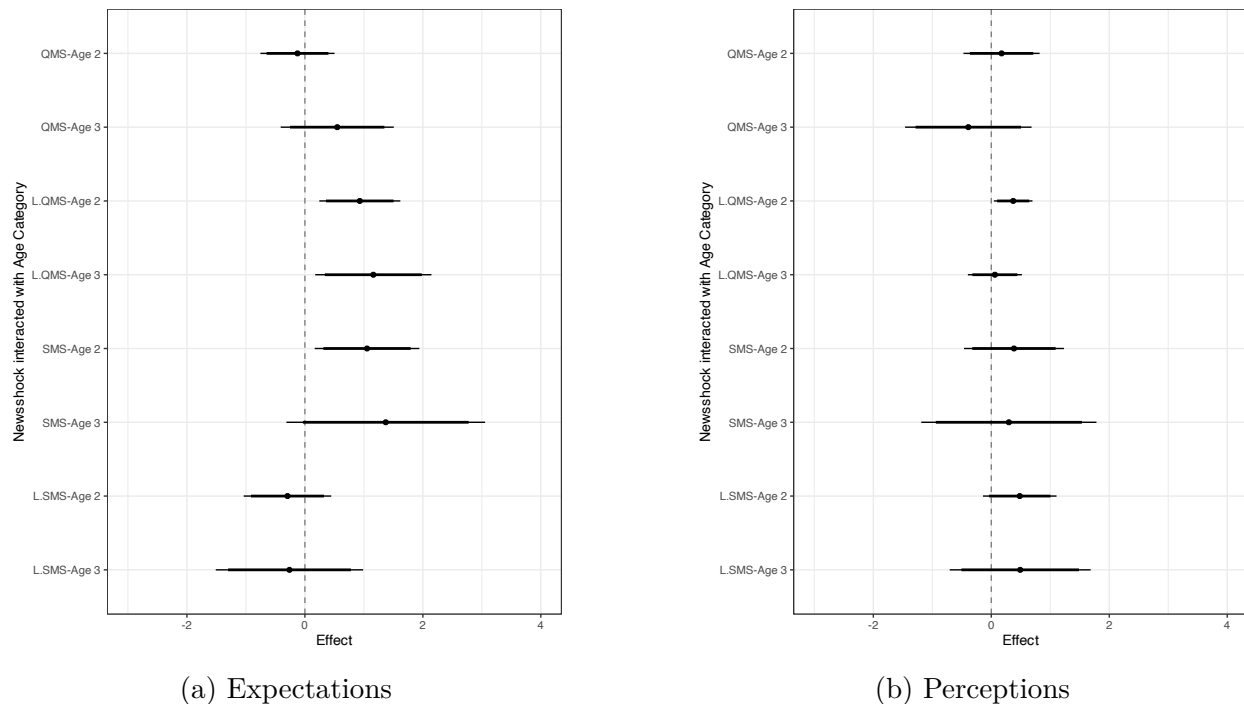 Newsshock interacted with Age Category
QMS-Age 2
QMS-Age 3
L.QMS-Age 2
L.QMS-Age 3
SMS-Age 2
SMS-Age 3
L.SMS-Age 2
L.SMS-Age 3
-2 0 2 4
Effect
(a) Expectations
Newsshock interacted with Age Category
QMS-Age 2
QMS-Age 3
L.QMS-Age 2
L.QMS-Age 3
SMS-Age 2
SMS-Age 3
L.SMS-Age 2
L.SMS-Age 3
-2 0 2 4
Effect
(b) Perceptions